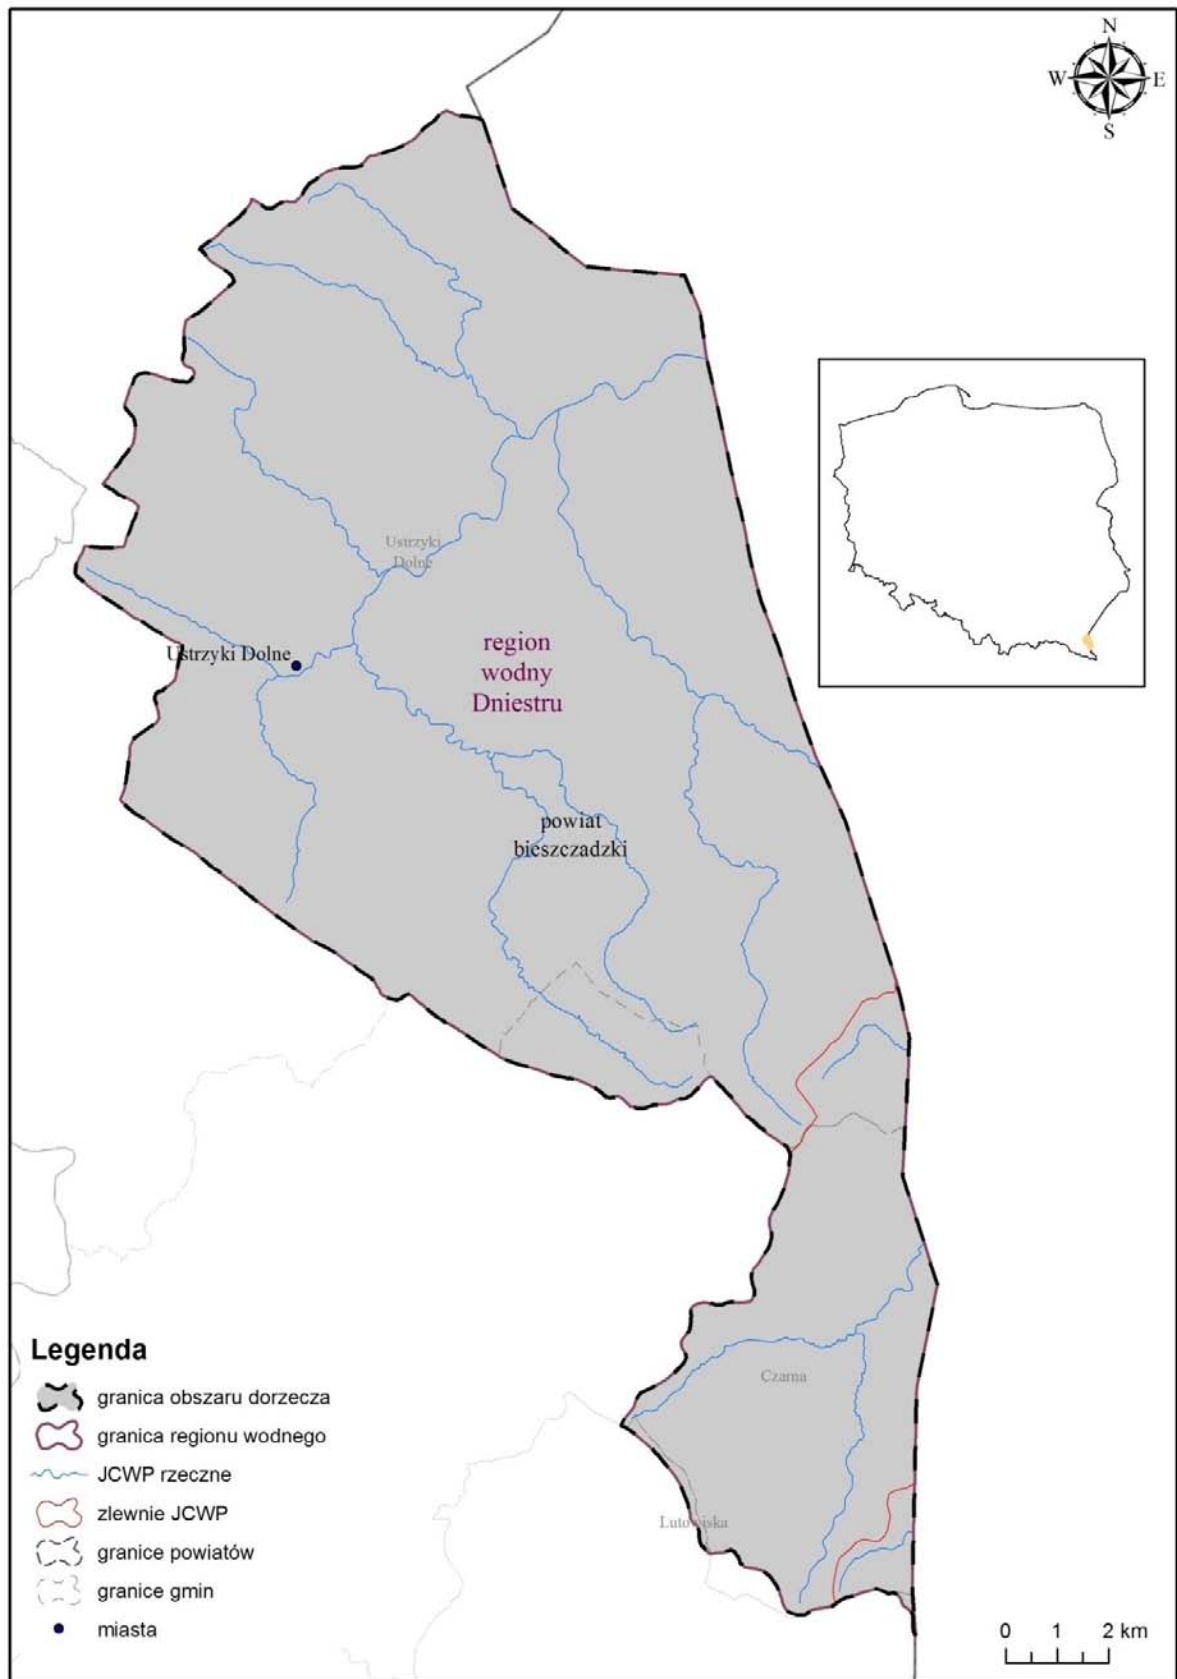 N
W E
S
Ustrzyki
Dolne
Ustrzyki Dolne
region
wodny
Dniestru
powiat
bieszczadzki
Czarna
Lutowiska
Legenda
granica obszaru dorzecza
granica regionu wodnego
JCWP rzeczne
zlewnie JCWP
granice powiatów
granice gmin
miasta
0 1 2 km